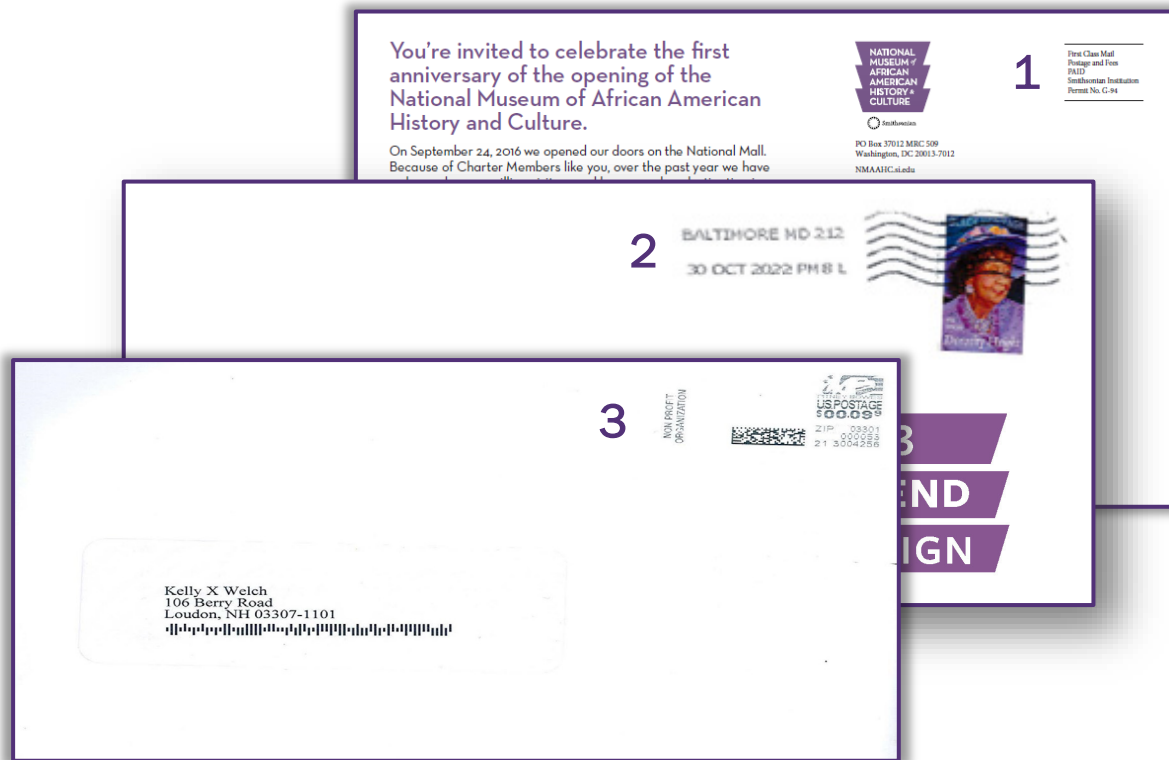 You're invited to celebrate the first
anniversary of the opening of the
National Museum of African American
History and Culture.
On September 24, 2016 we opened our doors on the National Mall.
Because of Charter Members like you, over the past year we have
NATIONAL
MUSEUM of
AFRICAN
AMERICAN
HISTORY &
CULTURE
Smithsonian
PO Box 37012 MRC 509
Washington, DC 20013-7012
NMAAHC.si.edu
1
First Class Mail
Postage and Fees
PAID
Smithsonian Institution
Permit No. G-94
2
BALTIMORE MD 212
30 OCT 2022 PM 8 L
Dorothy Height
3
END
IGN
3
NON PROFIT
ORGANIZATION
PITNEY BOWES
US POSTAGE
$00.09⁹
ZIP 03301
21 3004256
Kelly X Welch
106 Berry Road
Loudon, NH 03307-1101